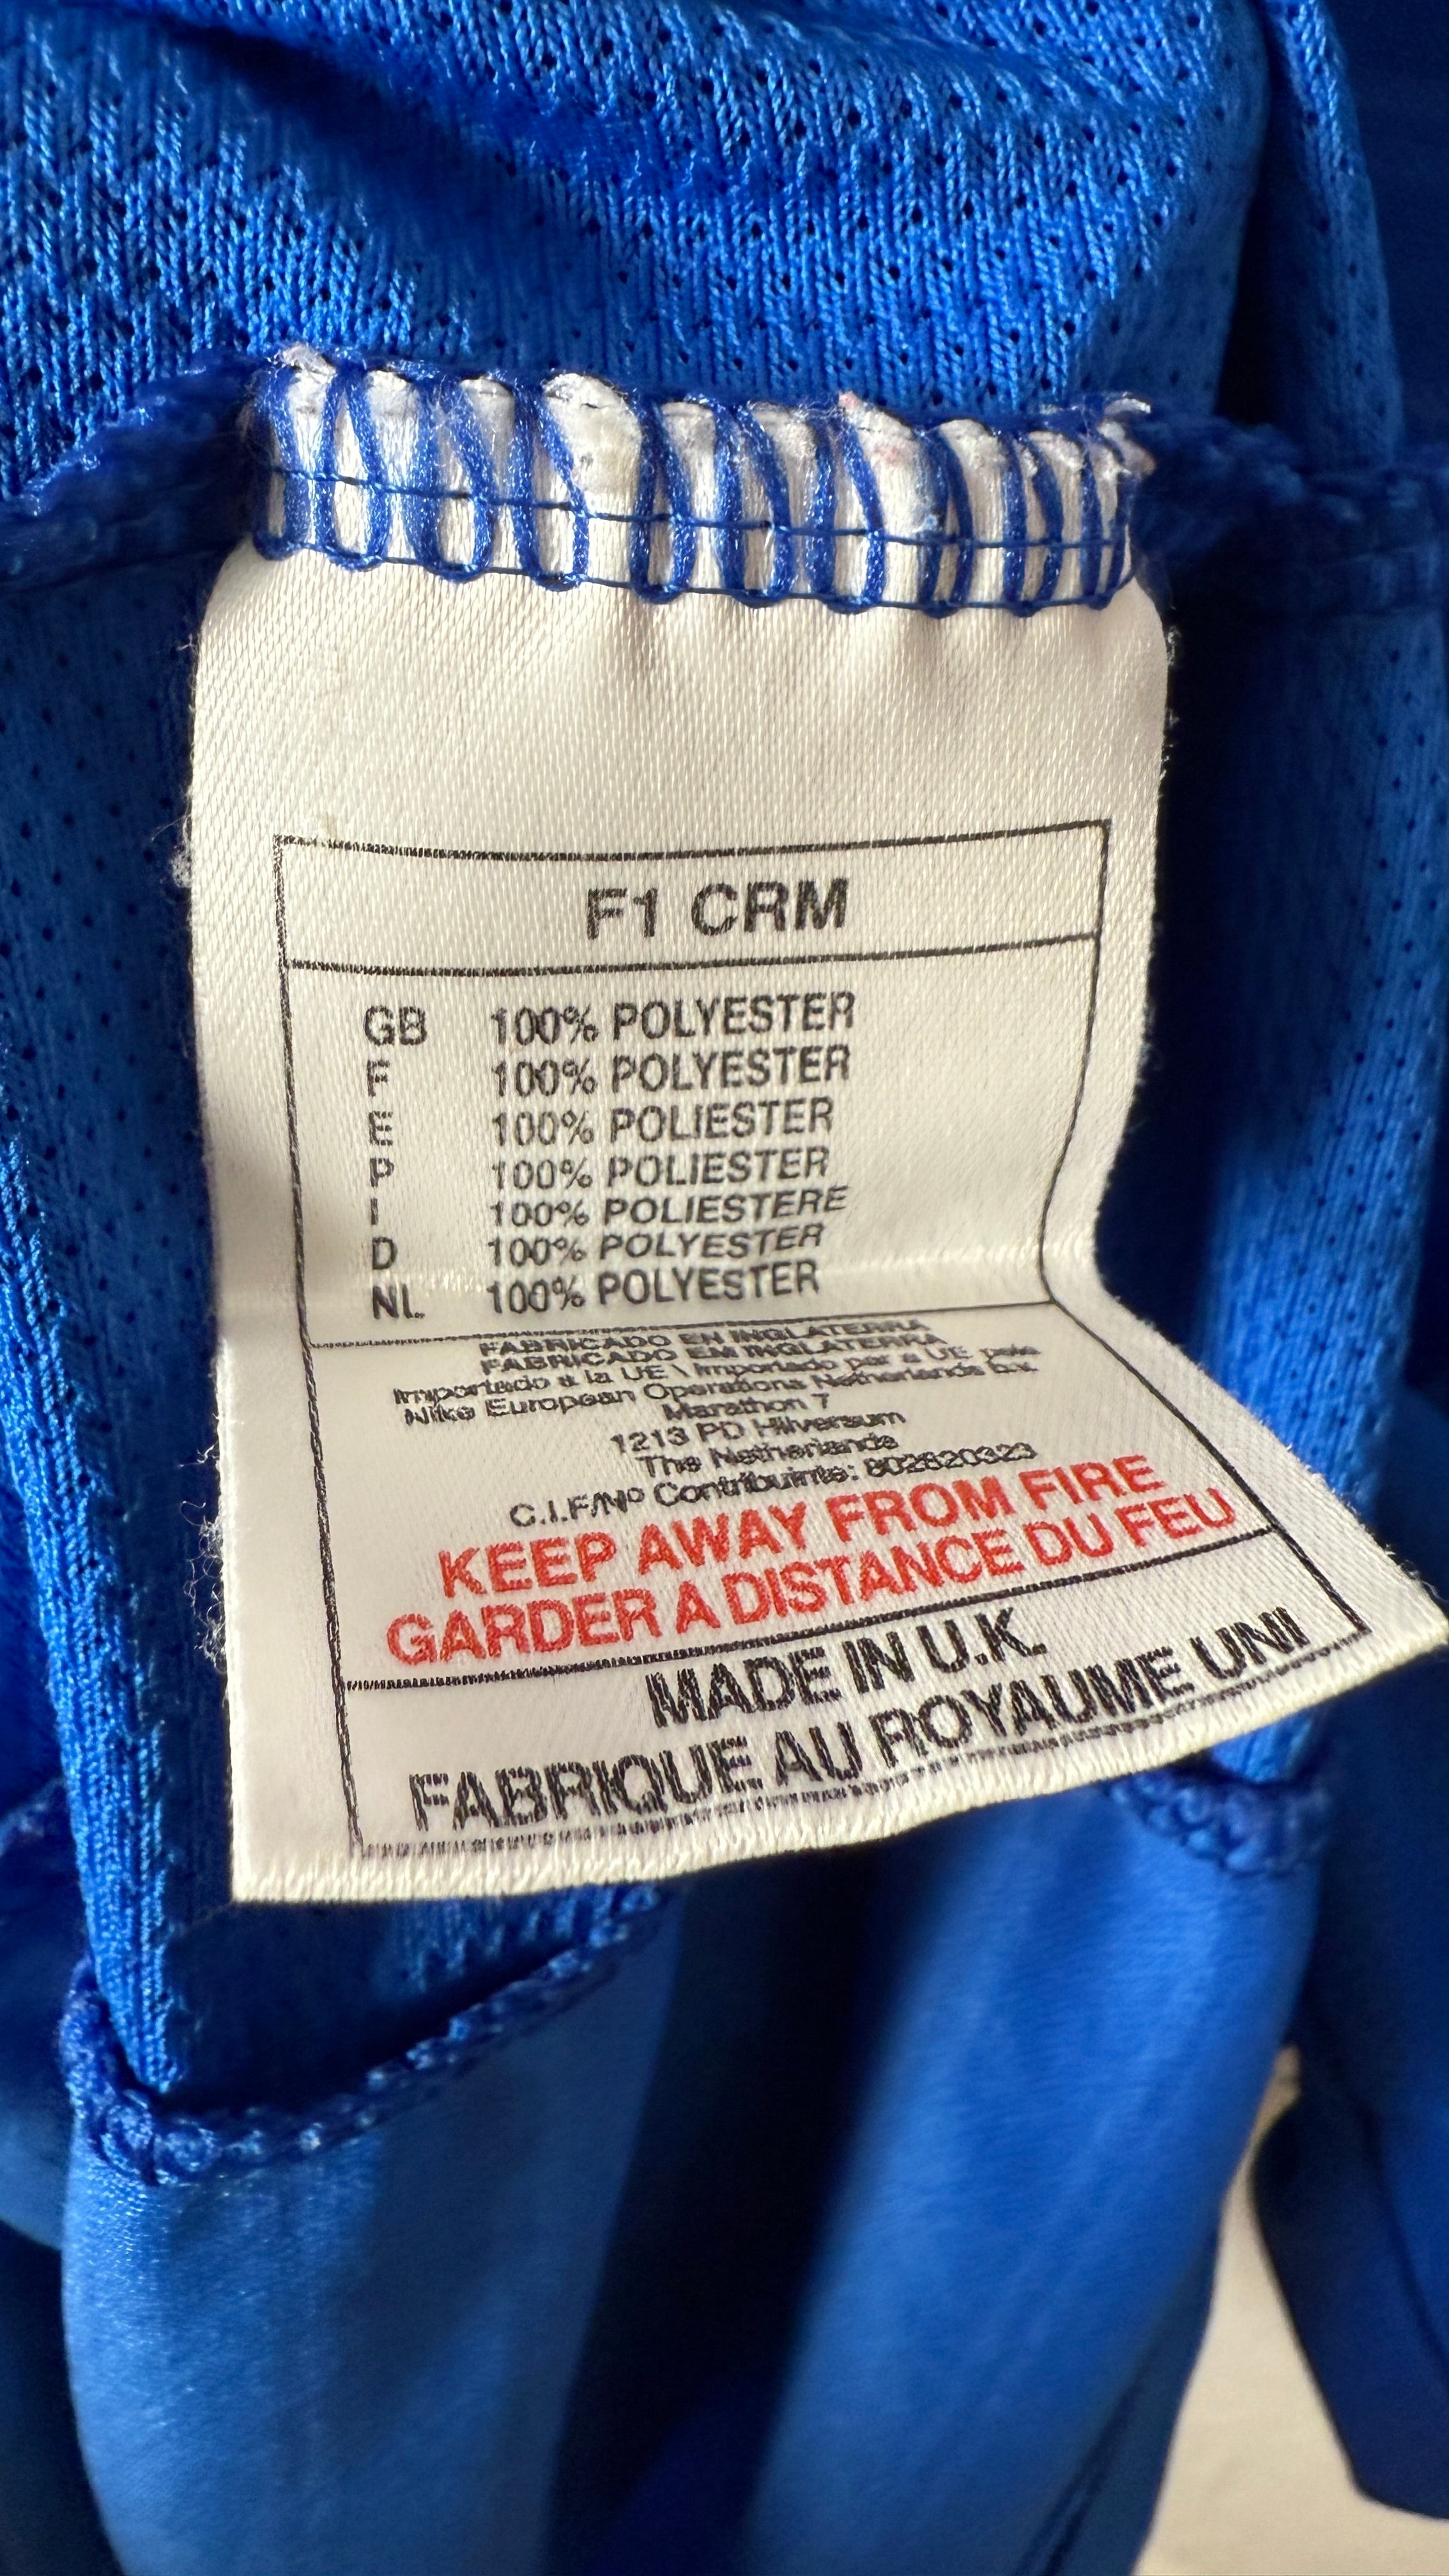 F1 CRM
GB 100% POLYESTER
F 100% POLYESTER
E 100% POLIESTER
P 100% POLIESTER
I 100% POLIESTERE
D 100% POLYESTER
NL 100% POLYESTER
FABRICADO EN INGLATERRA
FABRICADO EM INGLATERRA
Importado a la UE \ Importado por a UE pela
Nike European Operations Netherlands b.v.
Marathon 7
1213 PD Hilversum
The Netherlands
C.I.F/Nº Contribuinte: 802620323
KEEP AWAY FROM FIRE
GARDER A DISTANCE DU FEU
MADE IN U.K.
FABRIQUE AU ROYAUME UNI